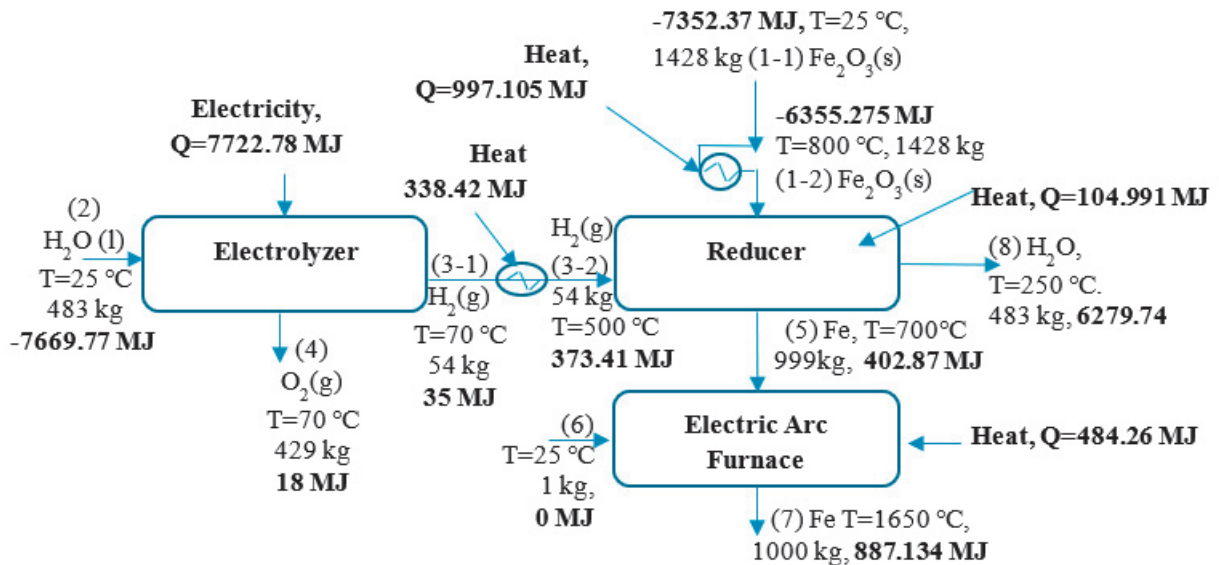 -7352.37 MJ, T=25 °C,
1428 kg (1-1) Fe₂O₃(s)
Heat,
Q=997.105 MJ
Electricity,
Q=7722.78 MJ
-6355.275MJ
T=800 °C, 1428 kg
(1-2) Fe₂O₃(s)
Heat
338.42 MJ
Heat, Q=104.991 MJ
(2)
H₂O (l)
T=25 °C
483 kg
-7669.77 MJ
Electrolyzer
(3-1)
H₂(g)
T=70 °C
54 kg
35 MJ
H₂(g)
(3-2)
54 kg
T=500 °C
373.41 MJ
Reducer
(8) H₂O,
T=250 °C.
483 kg, 6279.74
(4)
O₂(g)
T=70 °C
429 kg
18 MJ
(5) Fe, T=700°C
999kg, 402.87 MJ
(6)
T=25 °C
1 kg,
0 MJ
Electric Arc
Furnace
Heat, Q=484.26 MJ
(7) Fe T=1650 °C,
1000 kg, 887.134 MJ